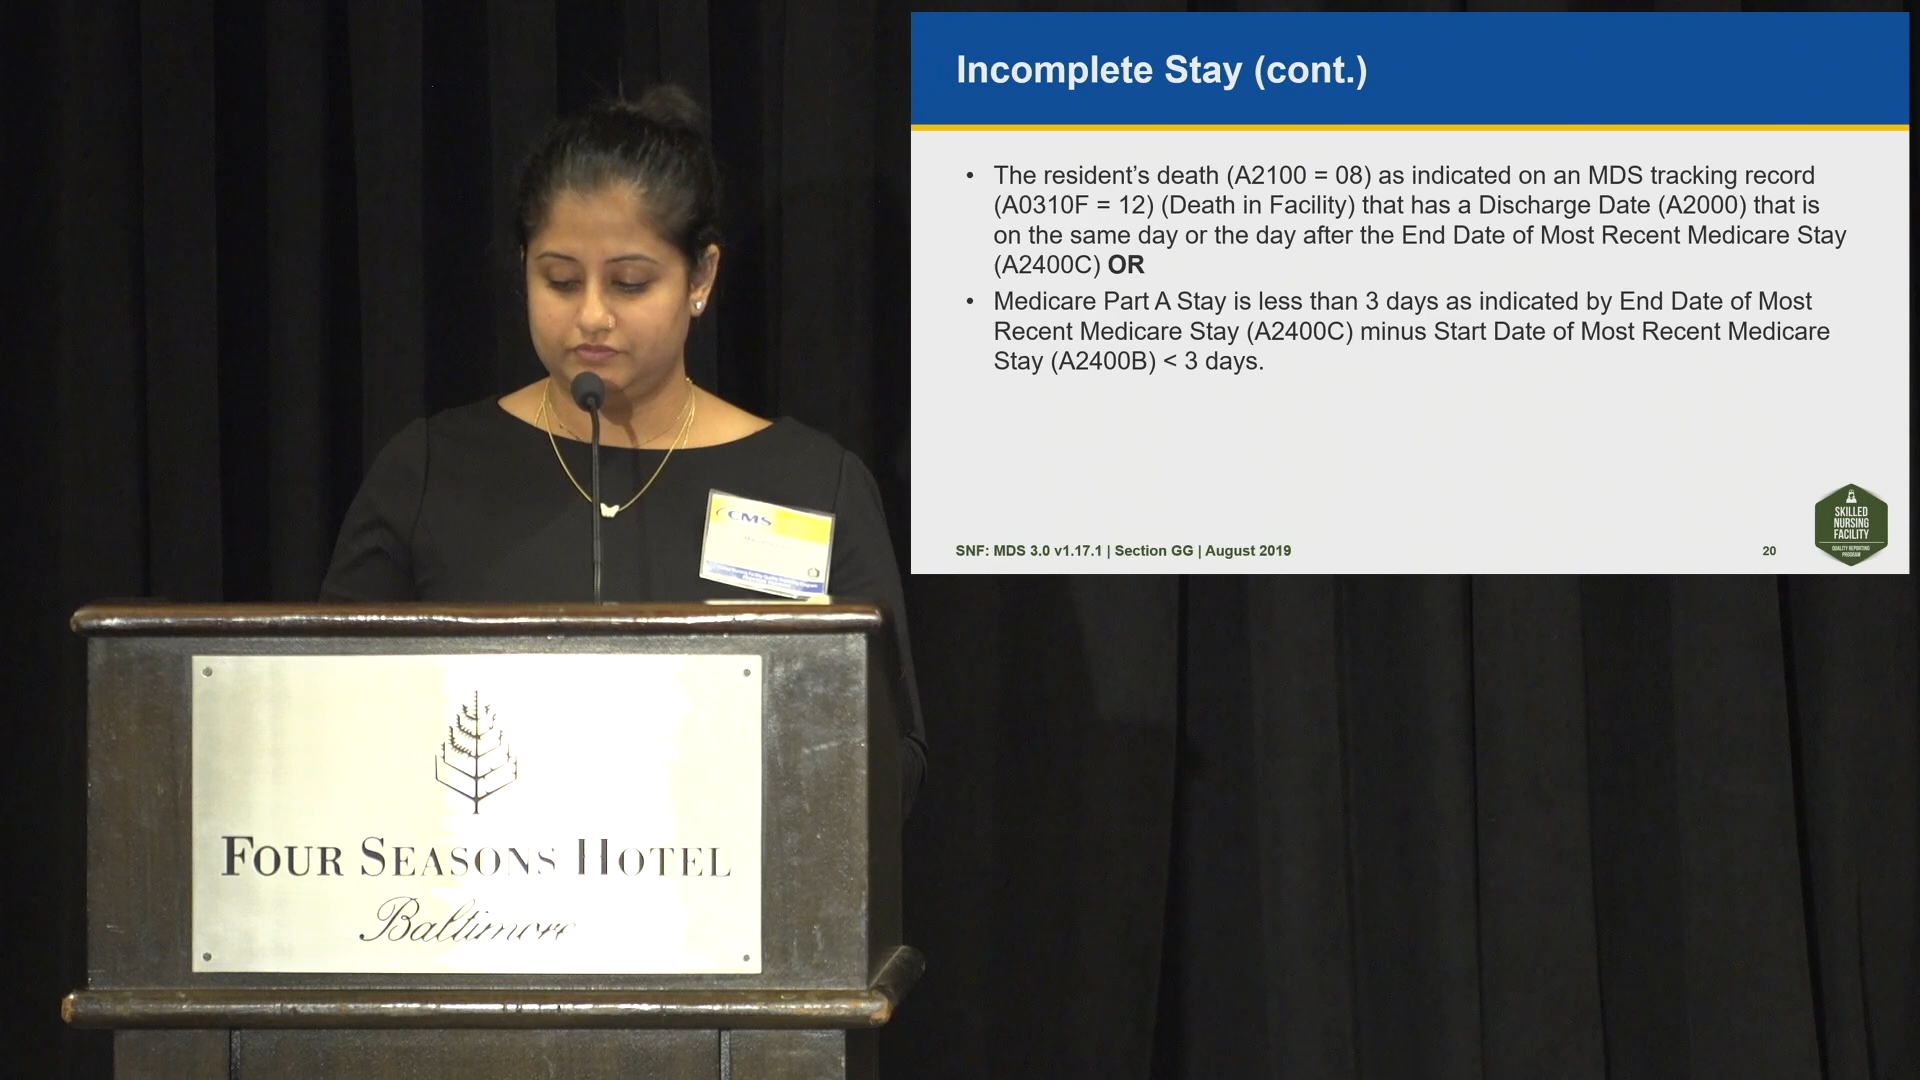 Incomplete Stay (cont.)
• The resident’s death (A2100 = 08) as indicated on an MDS tracking record
(A0310F = 12) (Death in Facility) that has a Discharge Date (A2000) that is
on the same day or the day after the End Date of Most Recent Medicare Stay
(A2400C) OR
• Medicare Part A Stay is less than 3 days as indicated by End Date of Most
Recent Medicare Stay (A2400C) minus Start Date of Most Recent Medicare
Stay (A2400B) < 3 days.
SNF: MDS 3.0 v1.17.1 | Section GG | August 2019
20
SKILLED
NURSING
FACILITY
QUALITY REPORTING
PROGRAM
CMS
FOUR SEASONS HOTEL
Baltimore